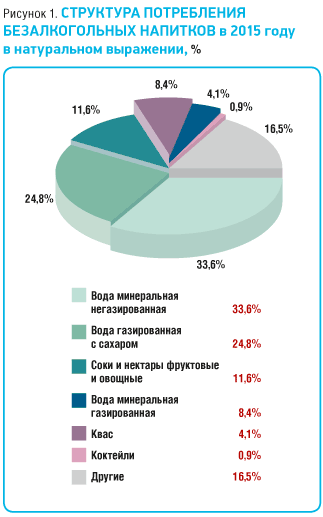 Рисунок 1. СТРУКТУРА ПОТРЕБЛЕНИЯ
БЕЗАЛКОГОЛЬНЫХ НАПИТКОВ в 2015 году
в натуральном выражении, %
8,4%
4,1%
0,9%
11,6%
16,5%
24,8%
33,6%
Вода минеральная
негазированная 33,6%
Вода газированная
с сахаром 24,8%
Соки и нектары фруктовые
и овощные 11,6%
Вода минеральная
газированная 8,4%
Квас 4,1%
Коктейли 0,9%
Другие 16,5%